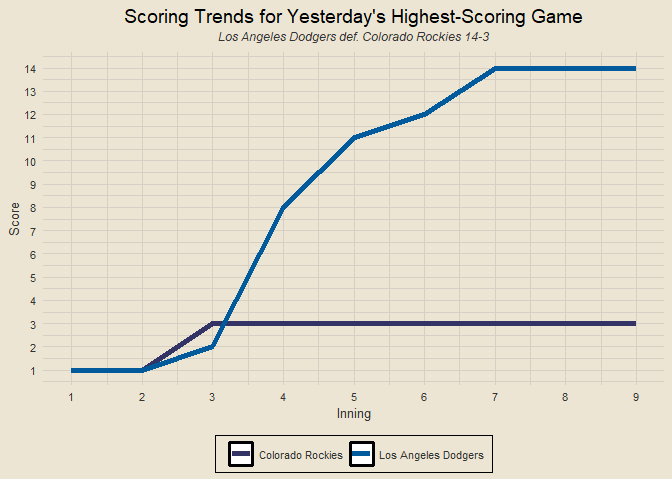 Scoring Trends for Yesterday's Highest-Scoring Game
Los Angeles Dodgers def. Colorado Rockies 14-3
14
13
12
11
10
9
8
7
6
5
4
3
2
1
Score
1 2 3 4 5 6 7 8 9
Inning
Colorado Rockies Los Angeles Dodgers